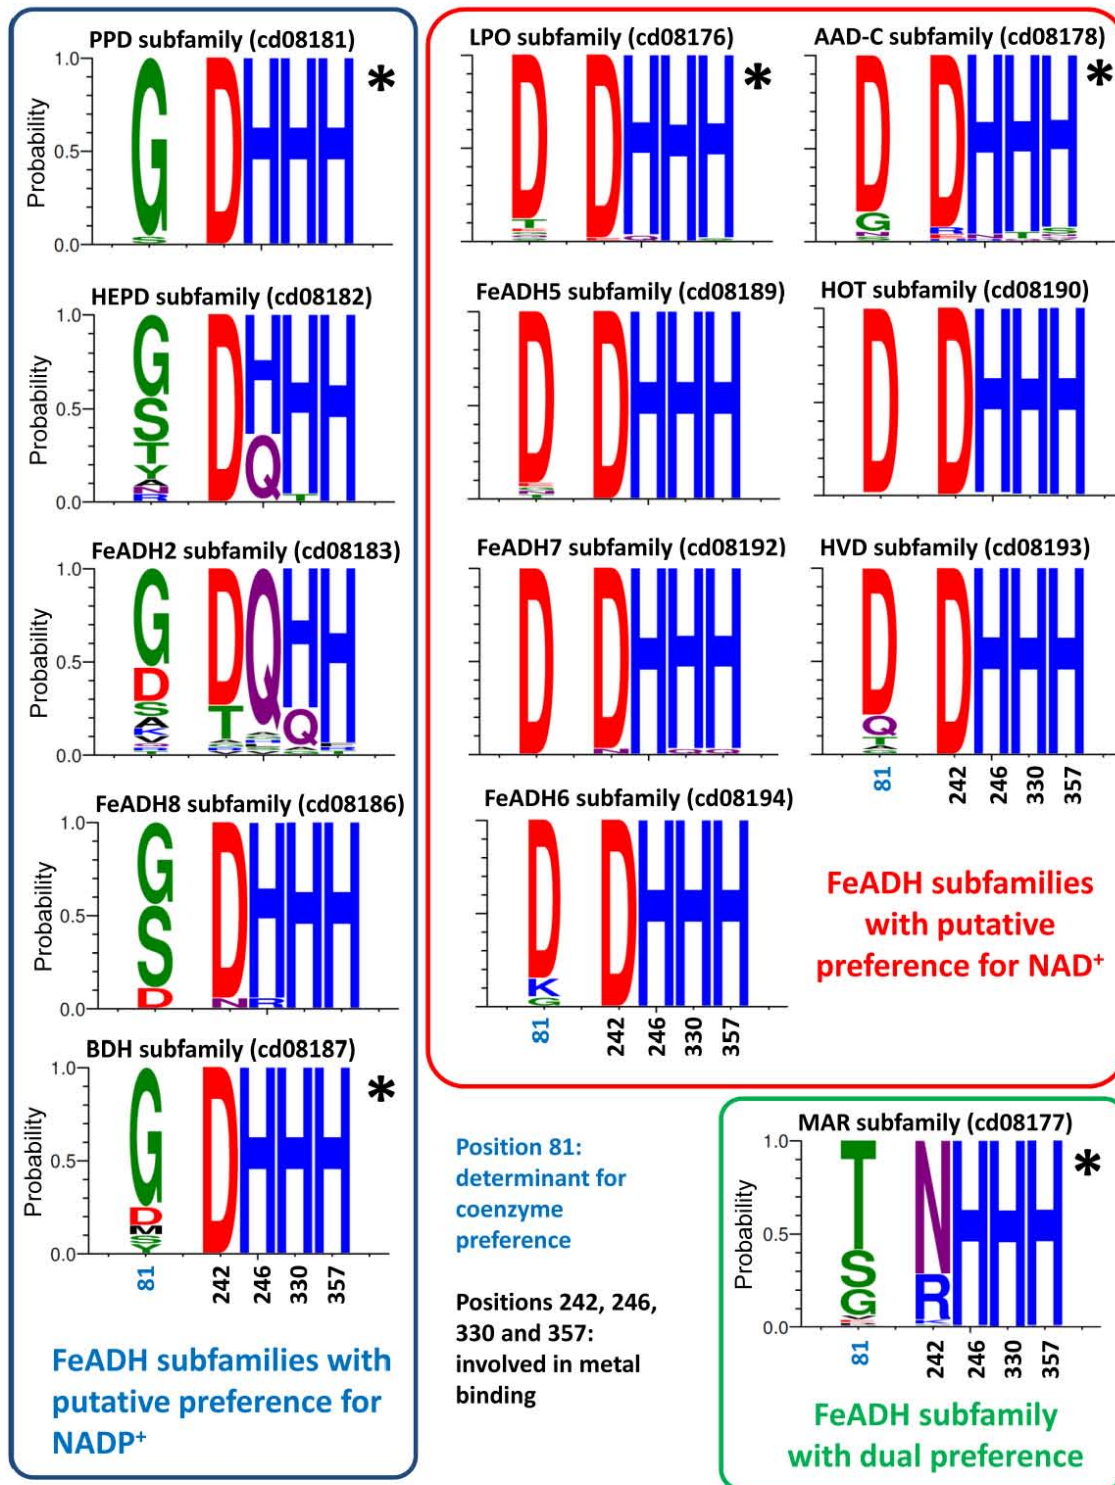 PPD subfamily (cd08181)
*
Probability
1.0
0.5
0.0
G
S
D H H H
HEPD subfamily (cd08182)
Probability
1.0
0.5
0.0
G
S
T
Y
A
N
R
D H H H
Q T
FeADH2 subfamily (cd08183)
Probability
1.0
0.5
0.0
G
D
S
A
K
D Q H H
T Q
FeADH8 subfamily (cd08186)
Probability
1.0
0.5
0.0
G
S
D
D H H H
N R
BDH subfamily (cd08187)
*
Probability
1.0
0.5
0.0
G
D
M
S
Y
D H H H
81 242 246 330 357
FeADH subfamilies with
putative preference for
NADP+
LPO subfamily (cd08176)
*
D
T
D H H H
Q
AAD-C subfamily (cd08178)
*
D
G
N
S
D H H H
R N T S
FeADH5 subfamily (cd08189)
D
D H H H
HOT subfamily (cd08190)
D
D H H H
FeADH7 subfamily (cd08192)
D
D H H H
N Q Q
HVD subfamily (cd08193)
D
Q
T
A
D H H H
81 242 246 330 357
FeADH6 subfamily (cd08194)
D
K
G
D H H H
81 242 246 330 357
FeADH subfamilies
with putative
preference for NAD+
Position 81:
determinant for
coenzyme
preference
Positions 242, 246,
330 and 357:
involved in metal
binding
MAR subfamily (cd08177)
*
Probability
1.0
0.5
0.0
T
S
G
N H H H
R
81 242 246 330 357
FeADH subfamily
with dual preference